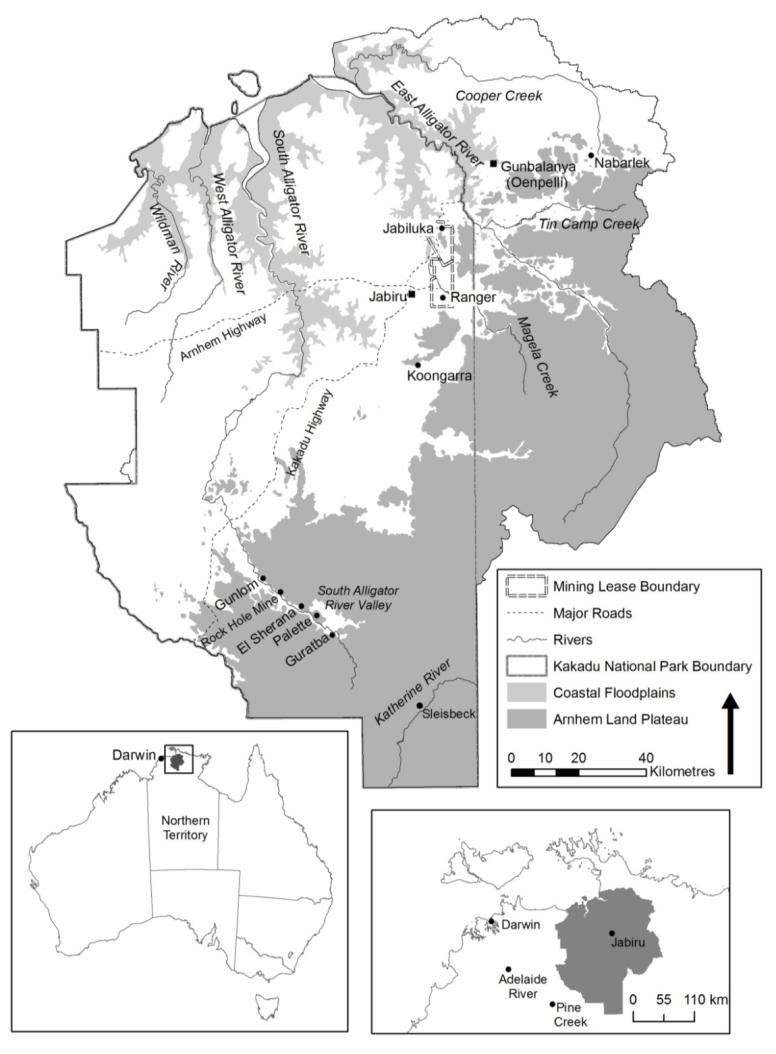 Cooper Creek
East Alligator River
Gunbalanya
(Oenpelli)
Nabarlek
South Alligator River
West Alligator River
Wildman River
Tin Camp Creek
Jabiluka
Jabiru
Ranger
Arnhem Highway
Magela Creek
Koongarra
Kakadu Highway
Gunlom
Rock Hole Mine
El Sherana
Palette
Guratba
South Alligator
River Valley
Katherine River
Sleisbeck
Mining Lease Boundary
Major Roads
Rivers
Kakadu National Park Boundary
Coastal Floodplains
Arnhem Land Plateau
0 10 20 40
Kilometres
Darwin
Northern
Territory
Darwin
Jabiru
Adelaide
River
Pine
Creek
0 55 110 km